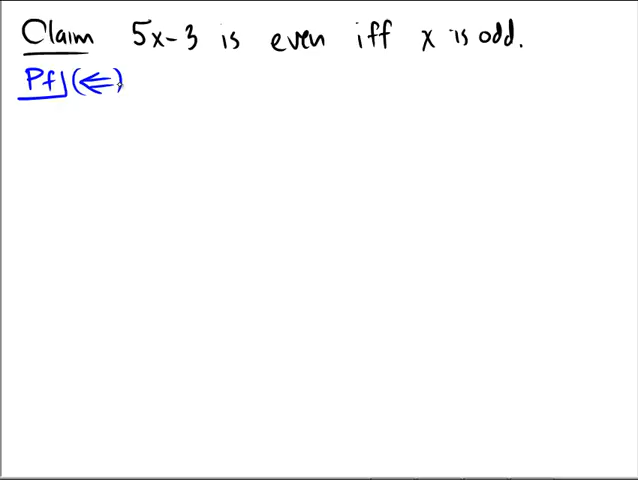 Claim 5x-3 is even iff x is odd.
Pf) (⇐)